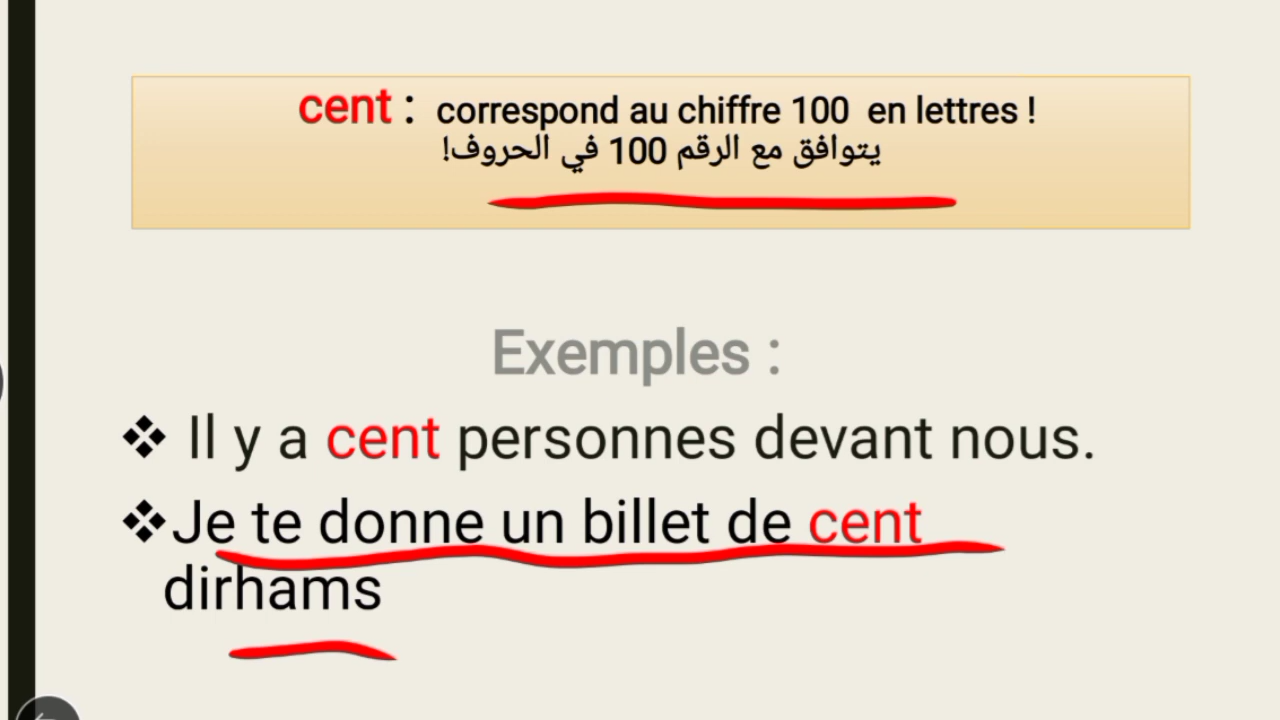 cent : correspond au chiffre 100 en lettres !
يتوافق مع الرقم 100 في الحروف!
Exemples :
❖ Il y a cent personnes devant nous.
❖Je te donne un billet de cent
dirhams